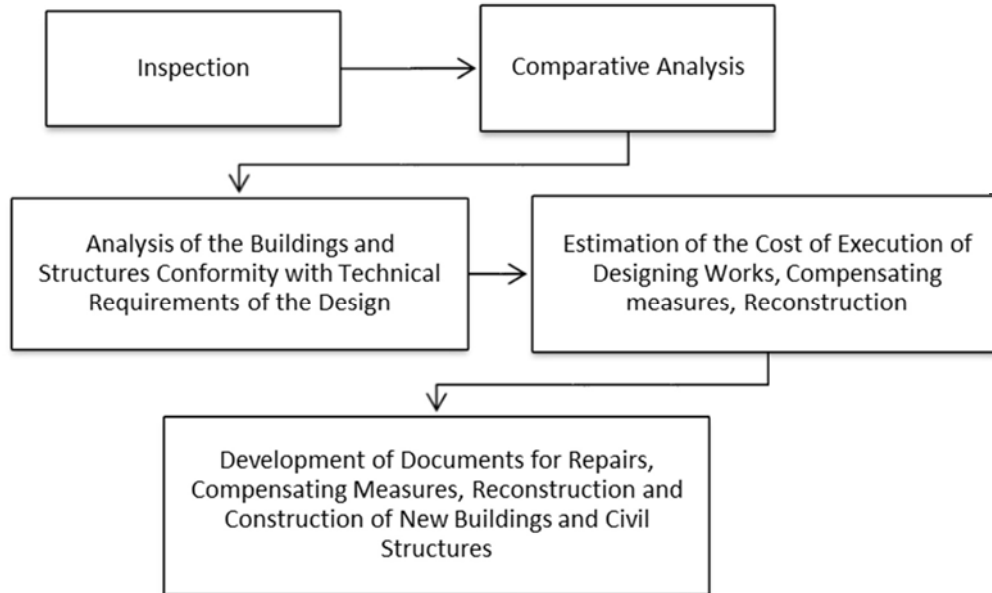 Inspection
Comparative Analysis
Analysis of the Buildings and
Structures Conformity with Technical
Requirements of the Design
Estimation of the Cost of Execution of
Designing Works, Compensating
measures, Reconstruction
Development of Documents for Repairs,
Compensating Measures, Reconstruction and
Construction of New Buildings and Civil
Structures